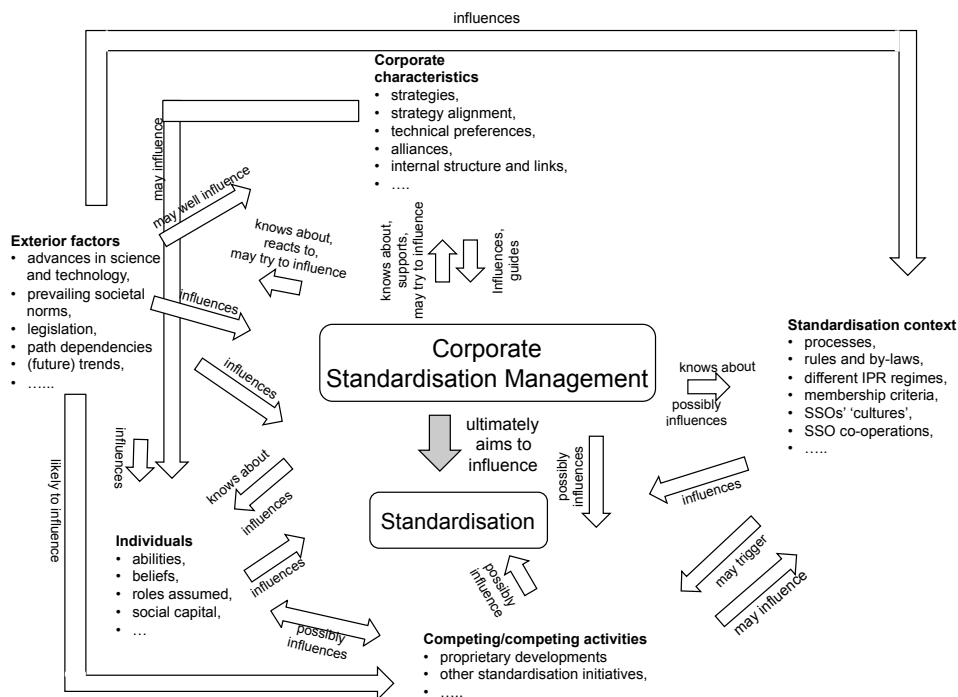 influences
Corporate
characteristics
• strategies,
• strategy alignment,
• technical preferences,
• alliances,
• internal structure and links,
• ….
may influence
may well influence
knows about,
reacts to,
may try to influence
knows about,
supports,
may try to influence
Influences,
guides
Exterior factors
• advances in science
and technology,
• prevailing societal
norms,
• legislation,
• path dependencies
• (future) trends,
• …...
influences
influences
influences
likely to influence
Corporate
Standardisation Management
knows about
possibly
influences
Standardisation context
• processes,
• rules and by-laws,
• different IPR regimes,
• membership criteria,
• SSOs’ ‘cultures’,
• SSO co-operations,
• …..
ultimately
aims to
influence
possibly
influences
influences
knows about
influences
Standardisation
Individuals
• abilities,
• beliefs,
• roles assumed,
• social capital,
• …
influences
possibly
influences
possibly
influence
may trigger
may influence
Competing/competing activities
• proprietary developments
• other standardisation initiatives,
• …..